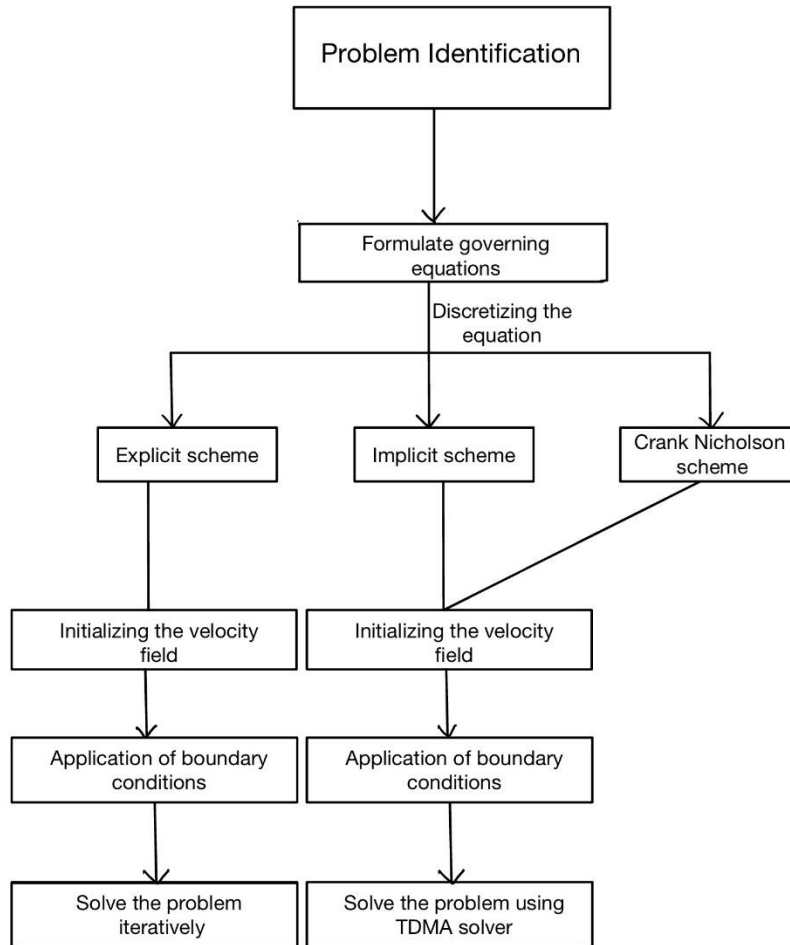 Problem Identification
Formulate governing
equations
Discretizing the
equation
Explicit scheme
Implicit scheme
Crank Nicholson
scheme
Initializing the velocity
field
Initializing the velocity
field
Application of boundary
conditions
Application of boundary
conditions
Solve the problem
iteratively
Solve the problem using
TDMA solver